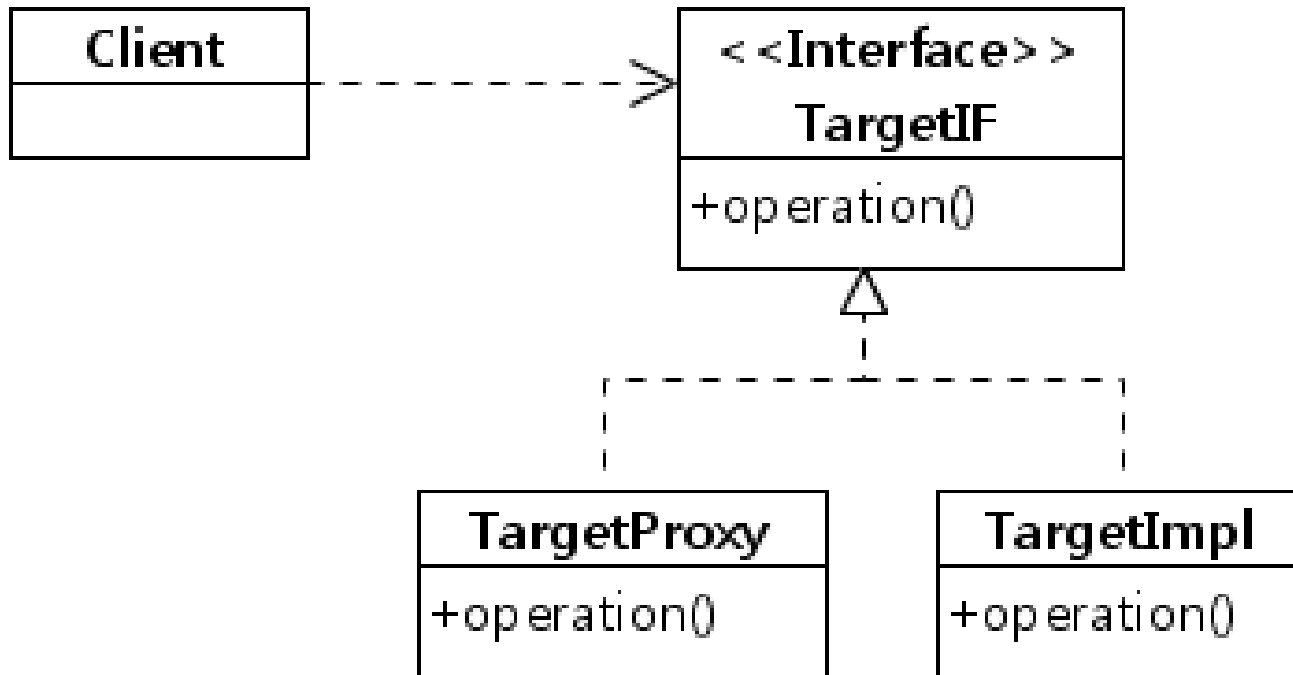 Client
<<Interface>>
TargetIF
+operation()
TargetProxy
+operation()
TargetImpl
+operation()